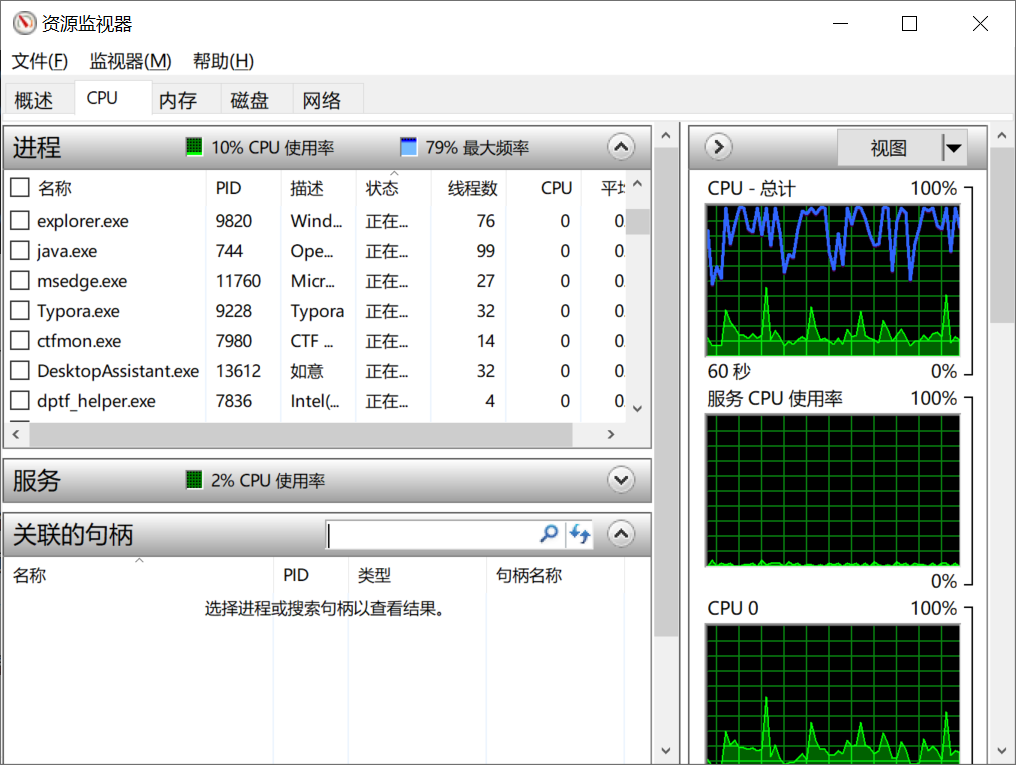 资源监视器
文件(F) 监视器(M) 帮助(H)
概述 CPU 内存 磁盘 网络
进程 10% CPU 使用率 79% 最大频率
名称 PID 描述 状态 线程数 CPU
explorer.exe 9820 Wind... 正在... 76 0 0.
java.exe 744 Ope... 正在... 99 0 0.
msedge.exe 11760 Micr... 正在... 27 0 0.
Typora.exe 9228 Typora 正在... 32 0 0.
ctfmon.exe 7980 CTF ... 正在... 14 0 0.
DesktopAssistant.exe 13612 如意 正在... 32 0 0.
dptf_helper.exe 7836 Intel(... 正在... 4 0 0.
服务 2% CPU 使用率
关联的句柄
名称 PID 类型 句柄名称
选择进程或搜索句柄以查看结果。
视图
CPU - 总计 100%
60 秒 0%
服务 CPU 使用率 100%
0%
CPU 0 100%